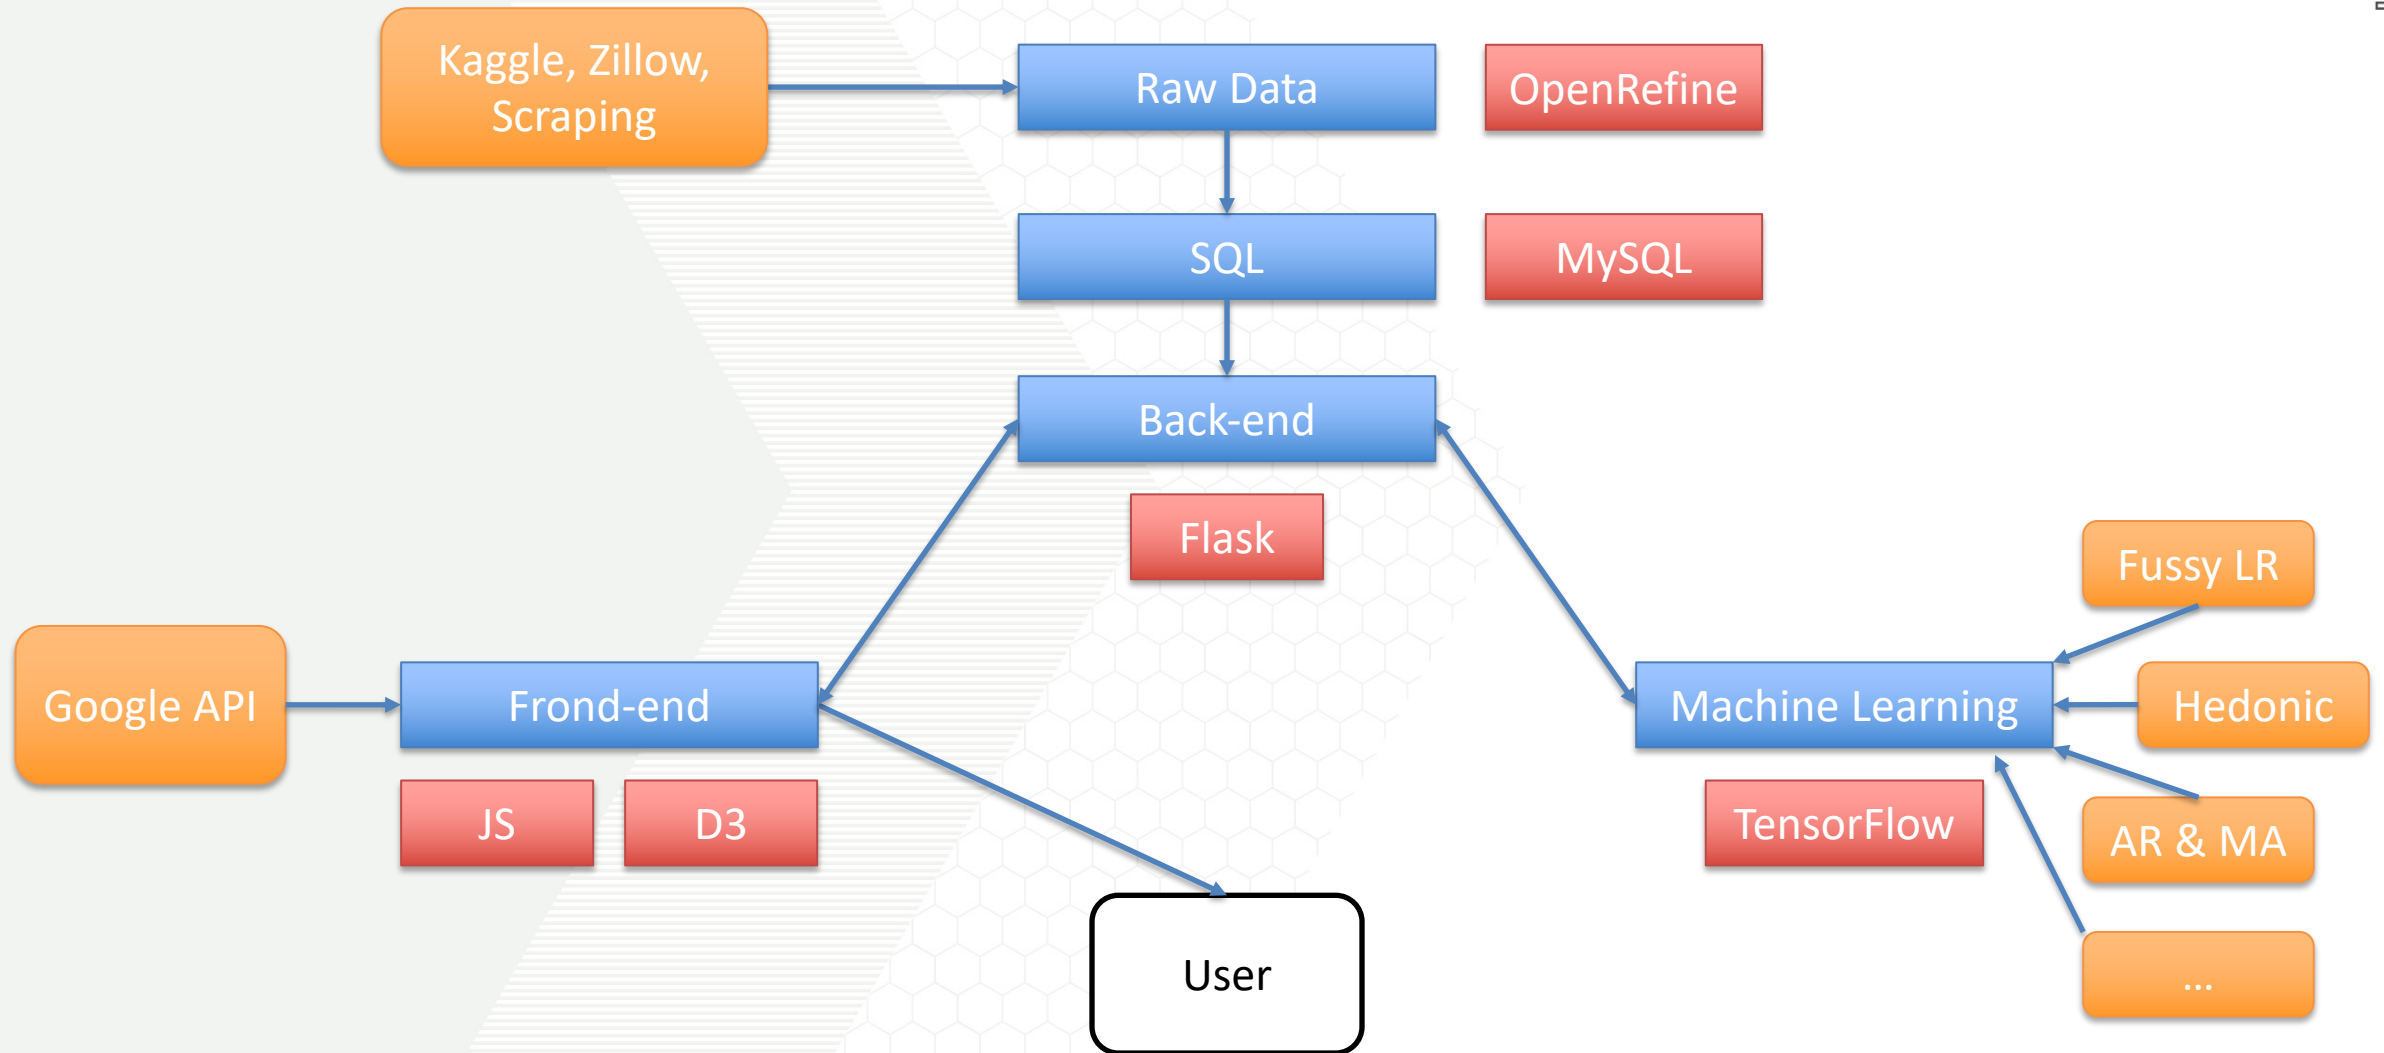 Kaggle, Zillow,
Scraping
Raw Data
OpenRefine
SQL
MySQL
Back-end
Flask
Fussy LR
Google API
Frond-end
Machine Learning
Hedonic
JS
D3
TensorFlow
AR & MA
User
...